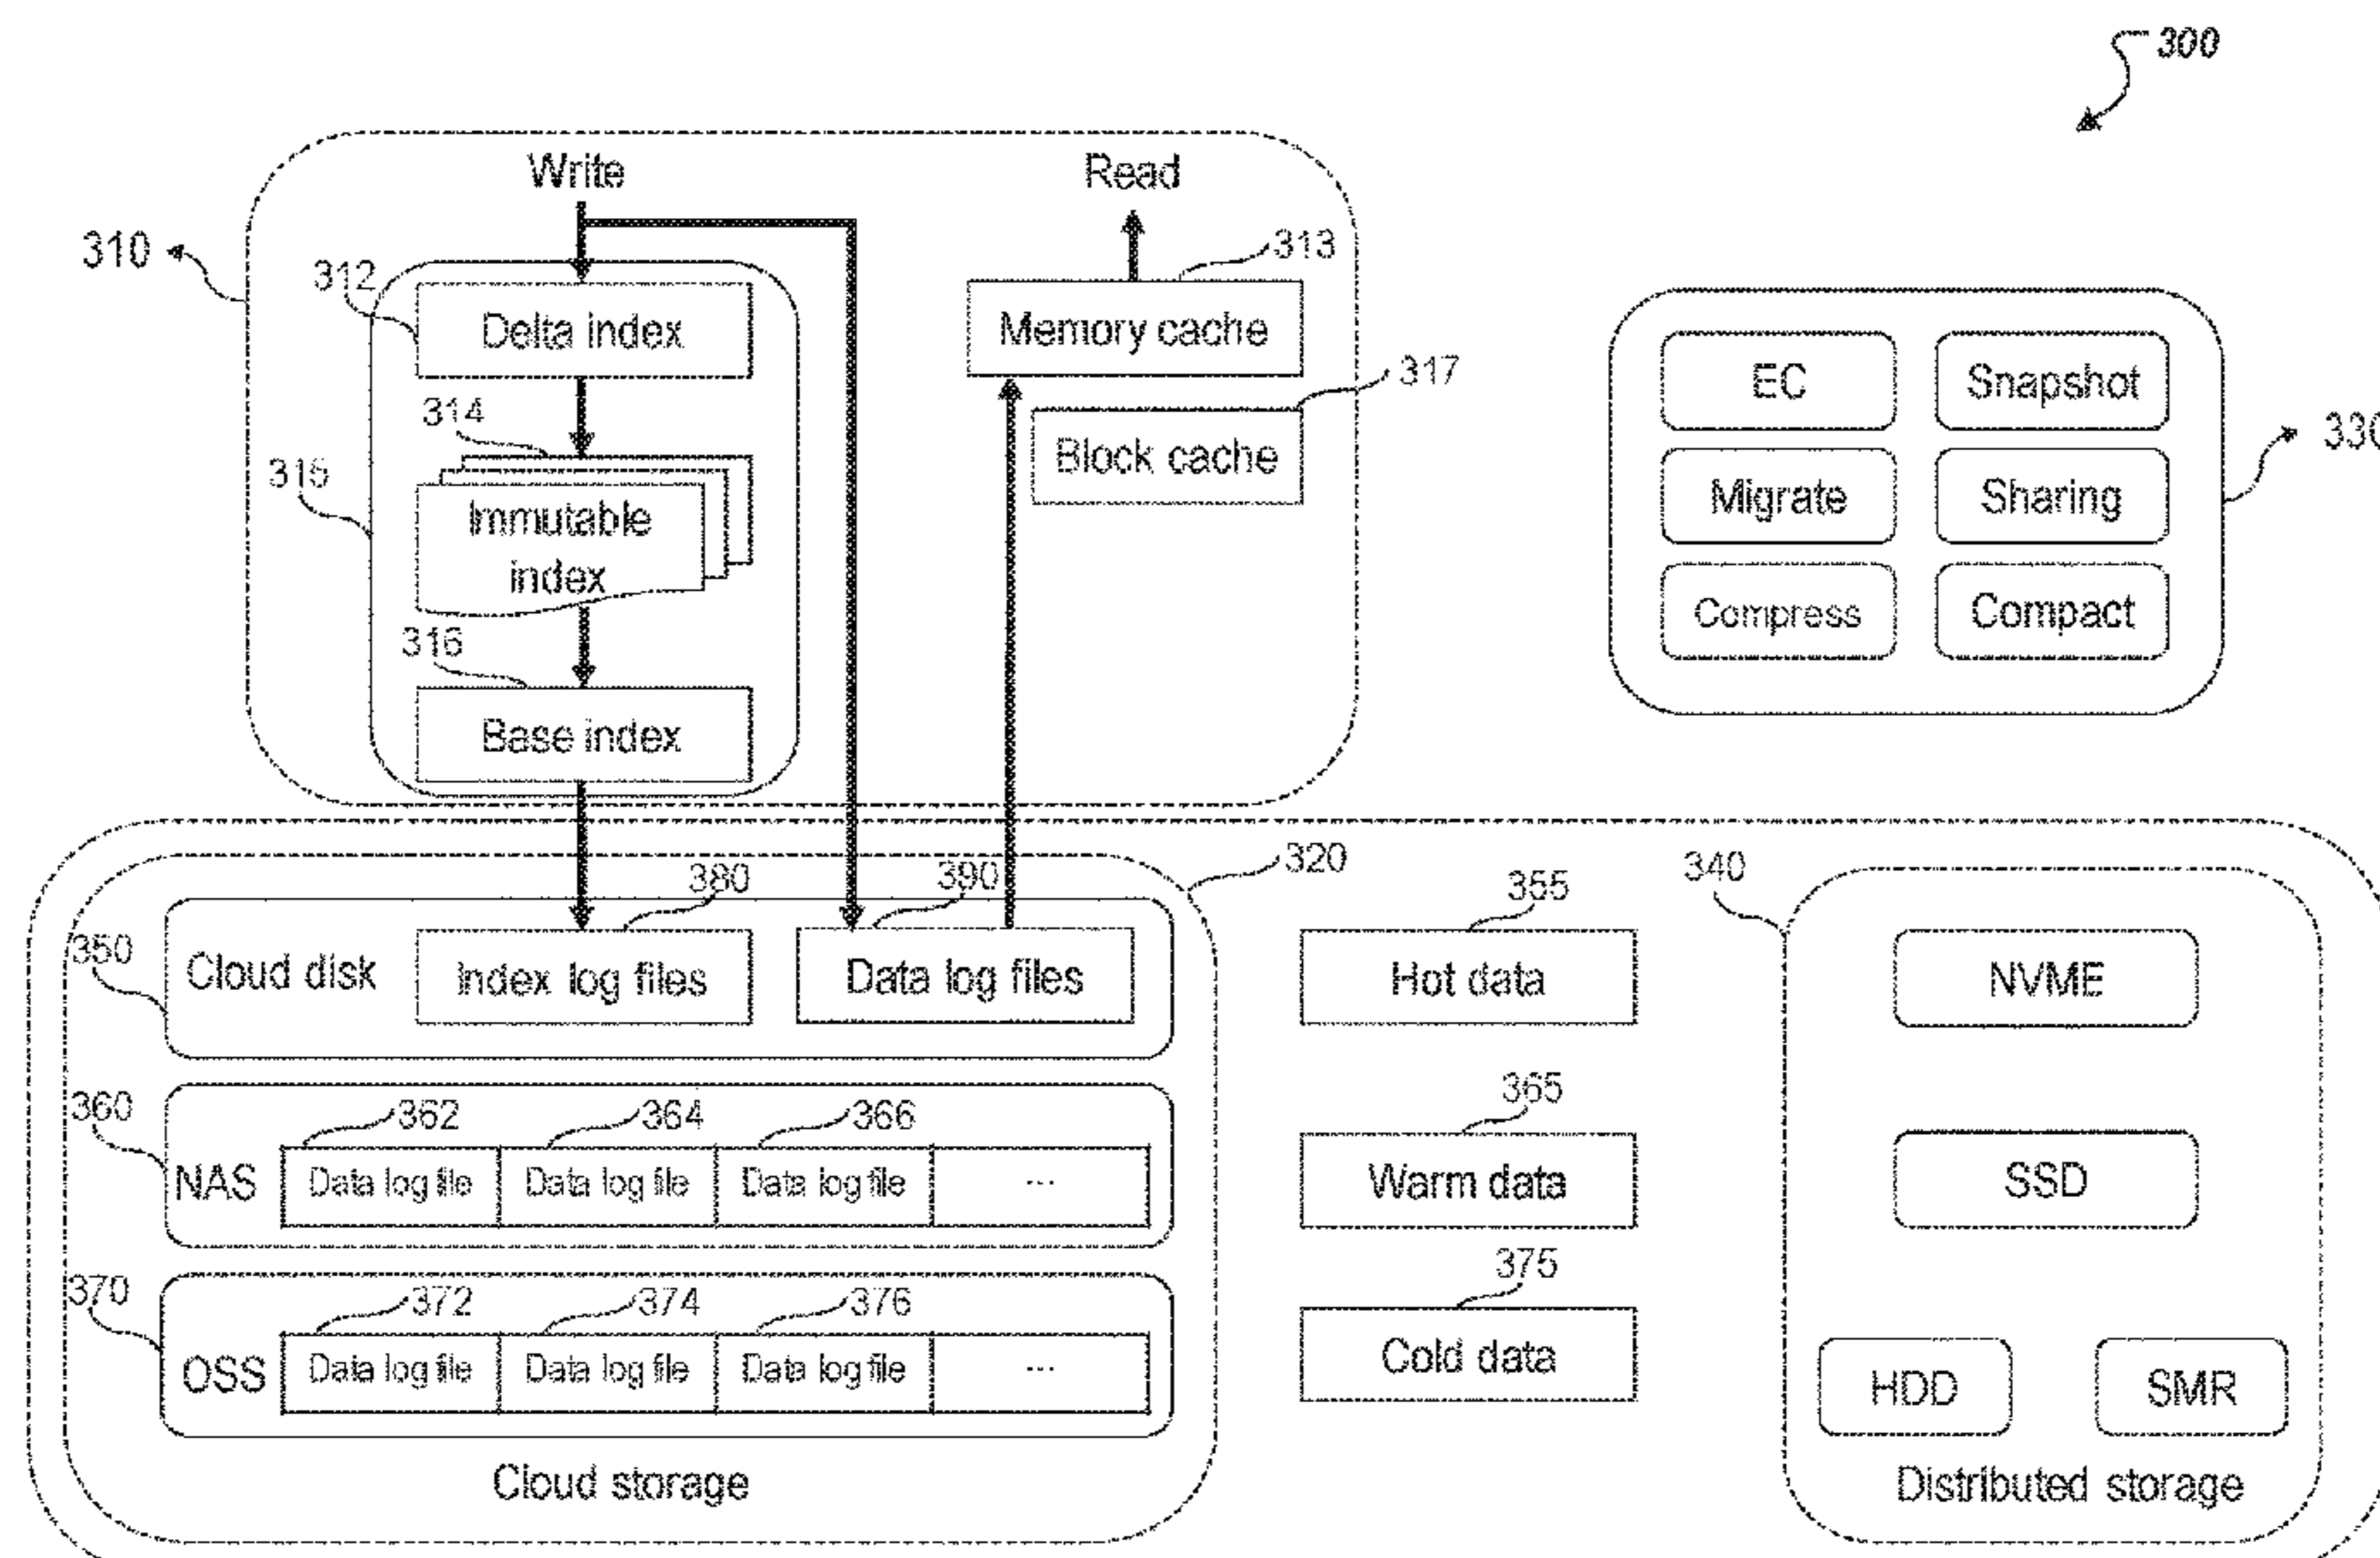 300
Write
Read
310
312
313
Delta index
Memory cache
314
317
315
Immutable
index
Block cache
316
Base index
EC
Snapshot
330
Migrate
Sharing
Compress
Compact
320
380
390
350
Cloud disk
Index log files
Data log files
355
Hot data
340
NVME
360
362
364
366
NAS
Data log file
Data log file
Data log file
...
365
Warm data
SSD
370
372
374
376
OSS
Data log file
Data log file
Data log file
...
375
Cold data
HDD
SMR
Cloud storage
Distributed storage